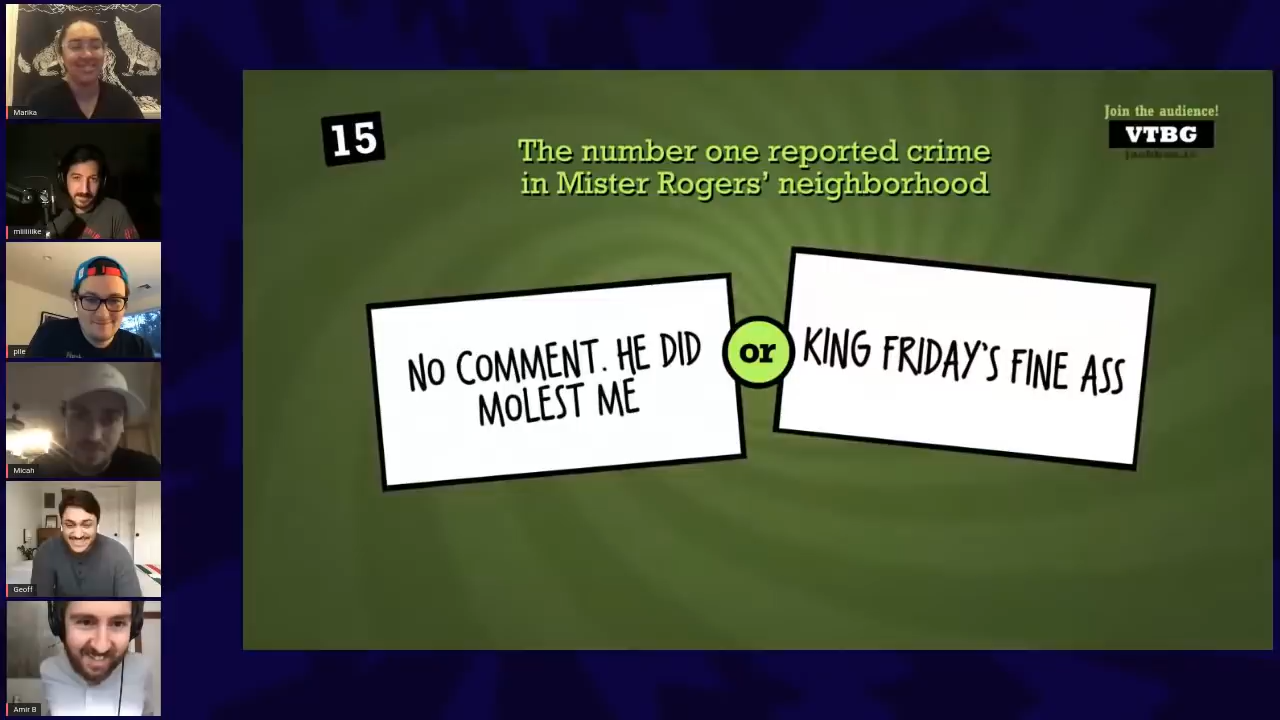 Marika
miiiiiike
pile
Micah
Geoff
Amir B
15
The number one reported crime
in Mister Rogers' neighborhood
Join the audience!
VTBG
NO COMMENT. HE DID
MOLEST ME
or
KING FRIDAY'S FINE ASS